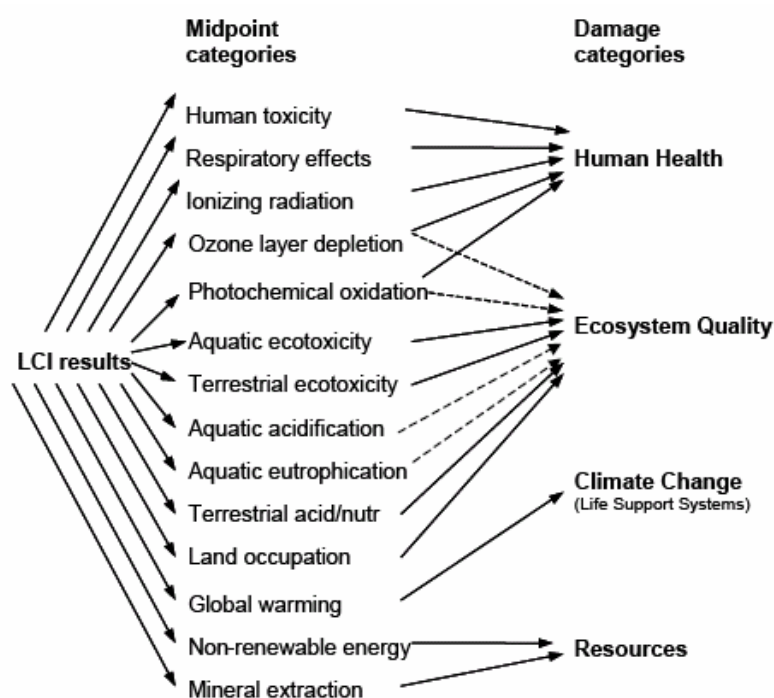 Midpoint
categories
Damage
categories
Human toxicity
Respiratory effects
Human Health
Ionizing radiation
Ozone layer depletion
Photochemical oxidation
Aquatic ecotoxicity
Ecosystem Quality
LCI results
Terrestrial ecotoxicity
Aquatic acidification
Aquatic eutrophication
Climate Change
(Life Support Systems)
Terrestrial acid/nutr
Land occupation
Global warming
Non-renewable energy
Resources
Mineral extraction